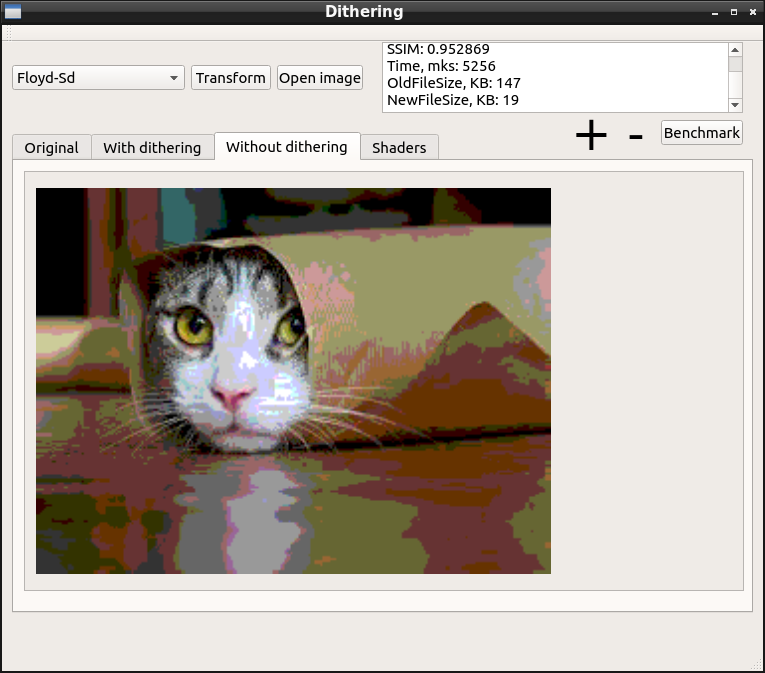 Dithering
Floyd-Sd
Transform
Open image
SSIM: 0.952869
Time, mks: 5256
OldFileSize, KB: 147
NewFileSize, KB: 19
+
-
Benchmark
Original
With dithering
Without dithering
Shaders